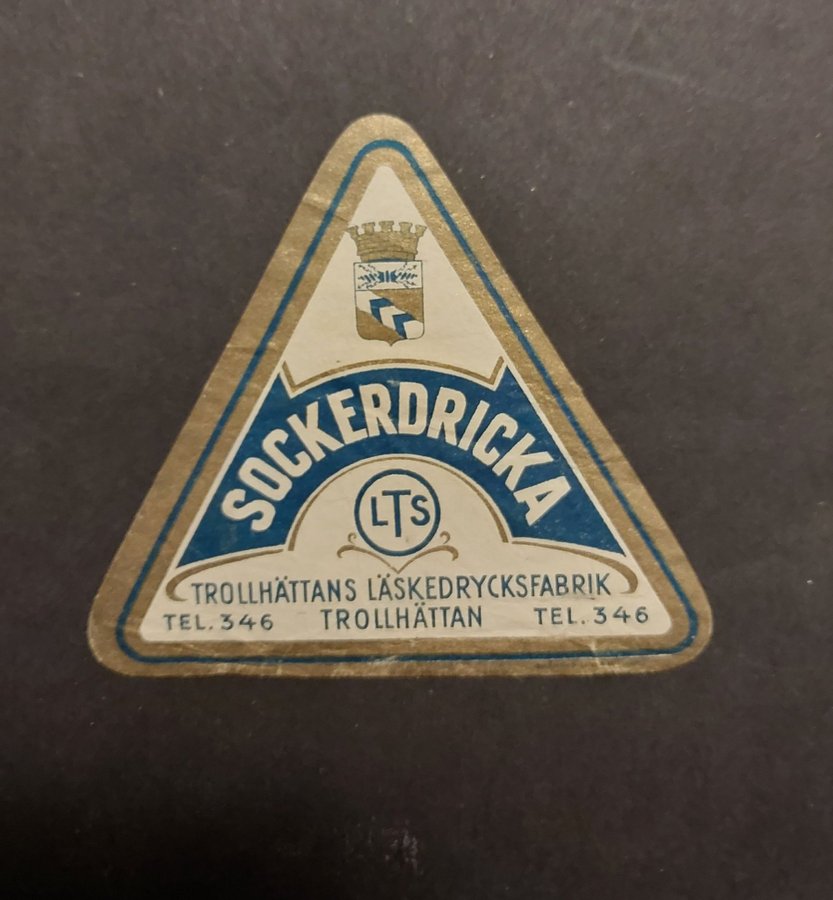 SOCKERDRICKA
LTS
TROLLHÄTTANS LÄSKEDRYCKSFABRIK
TEL. 346 TROLLHÄTTAN TEL. 346